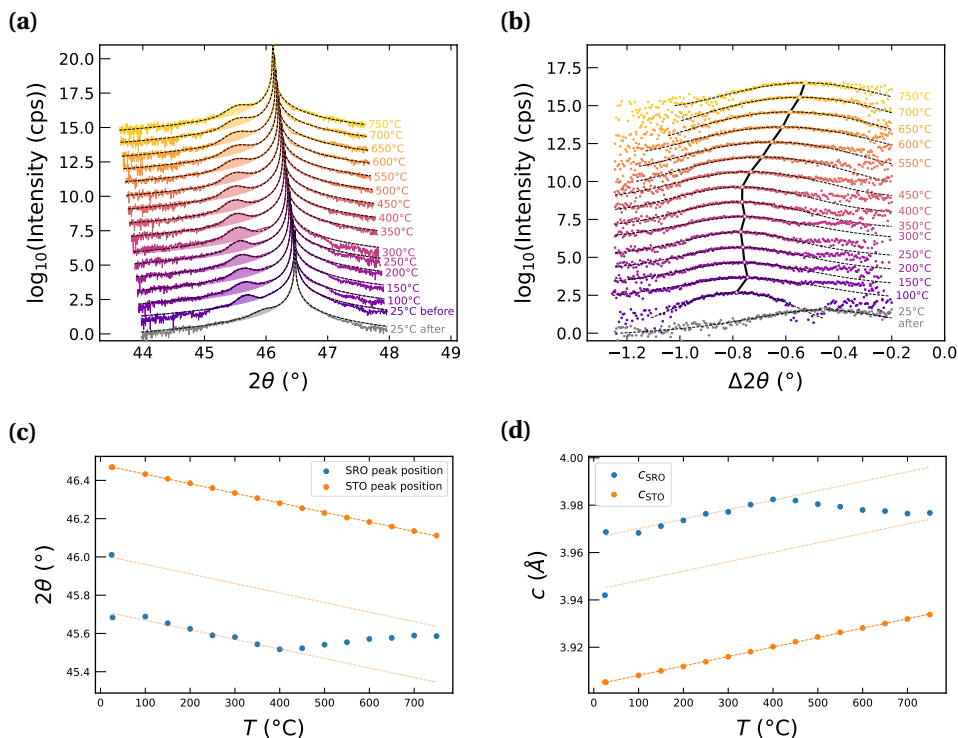 (a)
log₁₀(Intensity (cps))
20.0
17.5
15.0
12.5
10.0
7.5
5.0
2.5
0.0
750°C
700°C
650°C
600°C
550°C
500°C
450°C
400°C
350°C
300°C
250°C
200°C
150°C
100°C
25°C before
25°C after
44 45 46 47 48 49
2θ (°)
(b)
log₁₀(Intensity (cps))
17.5
15.0
12.5
10.0
7.5
5.0
2.5
0.0
750°C
700°C
650°C
600°C
550°C
450°C
400°C
350°C
300°C
250°C
200°C
150°C
100°C
25°C
after
−1.2 −1.0 −0.8 −0.6 −0.4 −0.2 0.0
Δ2θ (°)
(c)
2θ (°)
46.4
46.2
46.0
45.8
45.6
45.4
SRO peak position
STO peak position
0 100 200 300 400 500 600 700
T (°C)
(d)
c (Å)
4.00
3.98
3.96
3.94
3.92
3.90
c_SRO
c_STO
0 100 200 300 400 500 600 700
T (°C)